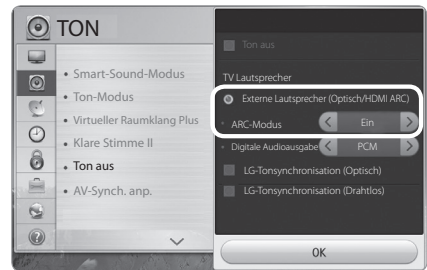 TON
• Smart-Sound-Modus
• Ton-Modus
• Virtueller Raumklang Plus
• Klare Stimme II
• Ton aus
• AV-Synch. anp.
Ton aus
TV Lautsprecher
Externe Lautsprecher (Optisch/HDMI ARC)
• ARC-Modus < Ein >
• Digitale Audioausgabe < PCM >
LG-Tonsynchronisation (Optisch)
LG-Tonsynchronisation (Drahtlos)
OK